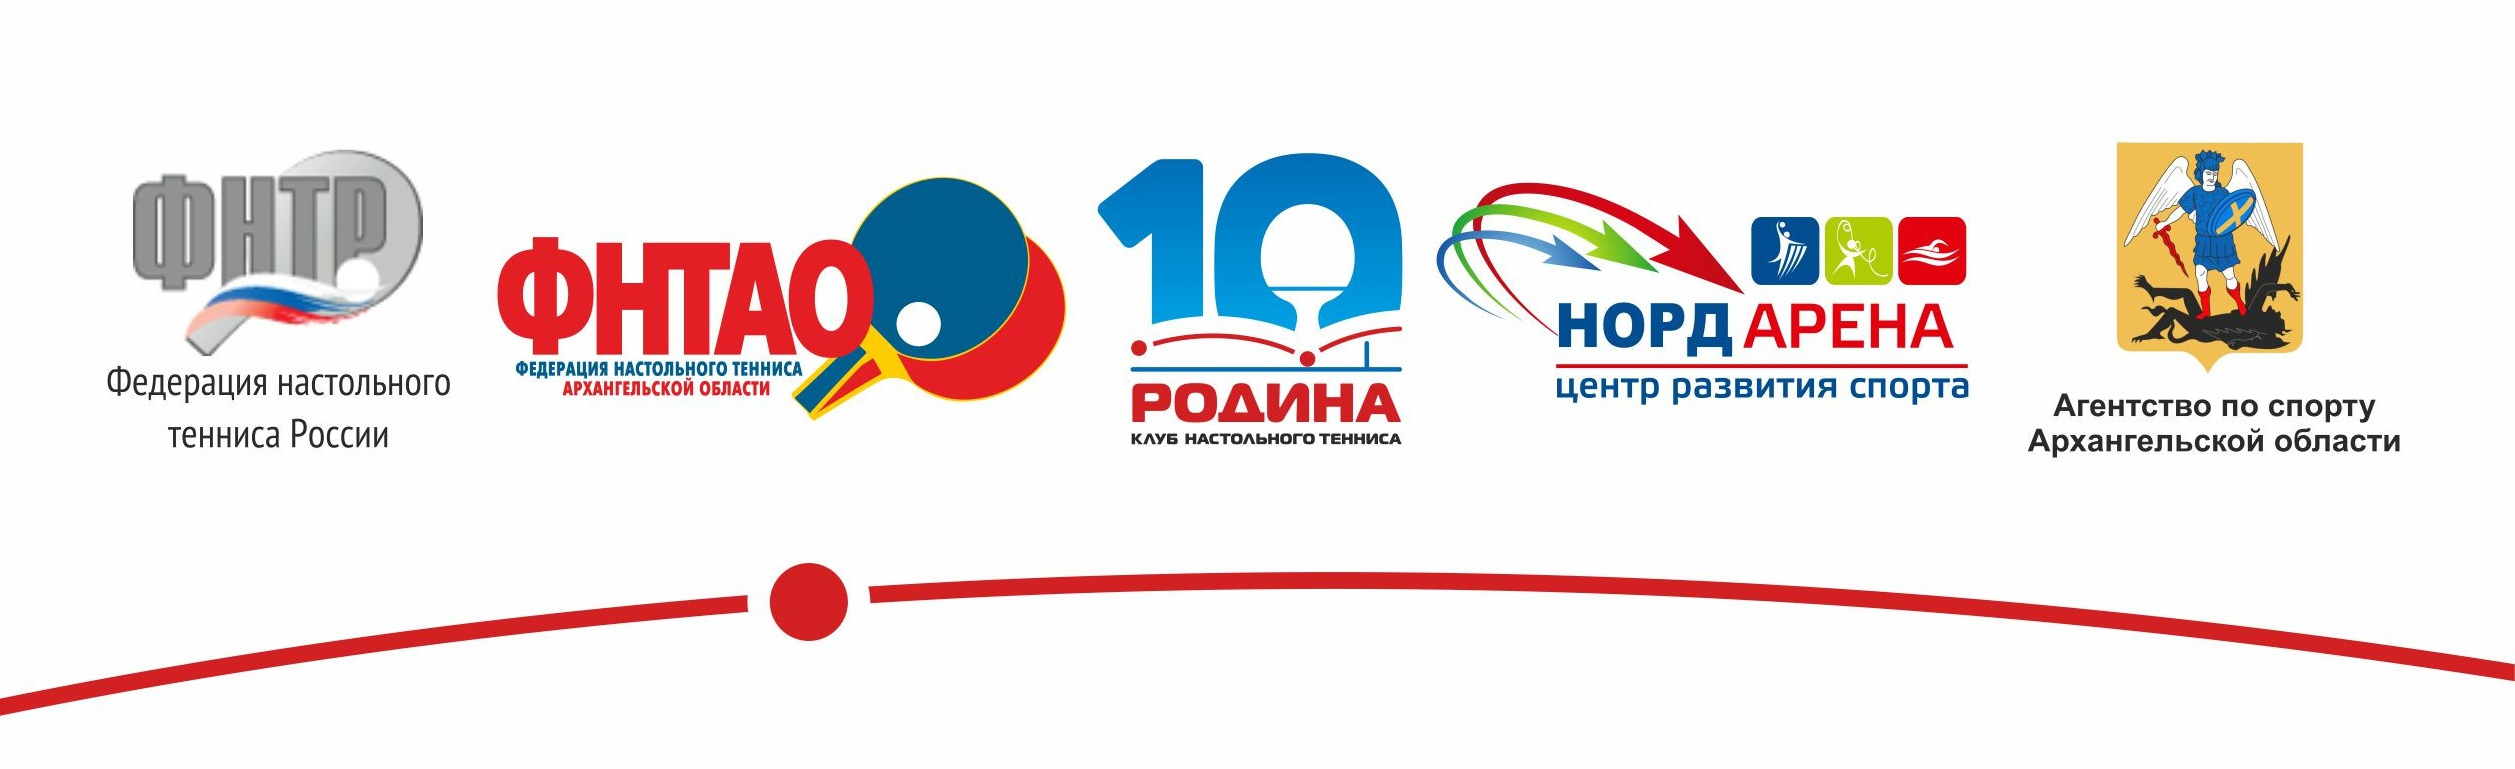 ФНТР
Федерация настольного
тенниса России
ФНТАО
ФЕДЕРАЦИЯ НАСТОЛЬНОГО ТЕННИСА
АРХАНГЕЛЬСКОЙ ОБЛАСТИ
10
РОДИНА
КЛУБ НАСТОЛЬНОГО ТЕННИСА
НОРД АРЕНА
центр развития спорта
Агентство по спорту
Архангельской области